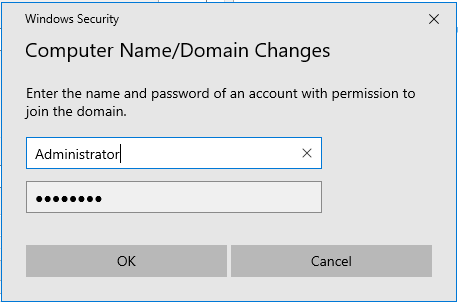 Windows Security
Computer Name/Domain Changes
Enter the name and password of an account with permission to
join the domain.
Administrator
●●●●●●●●
OK
Cancel